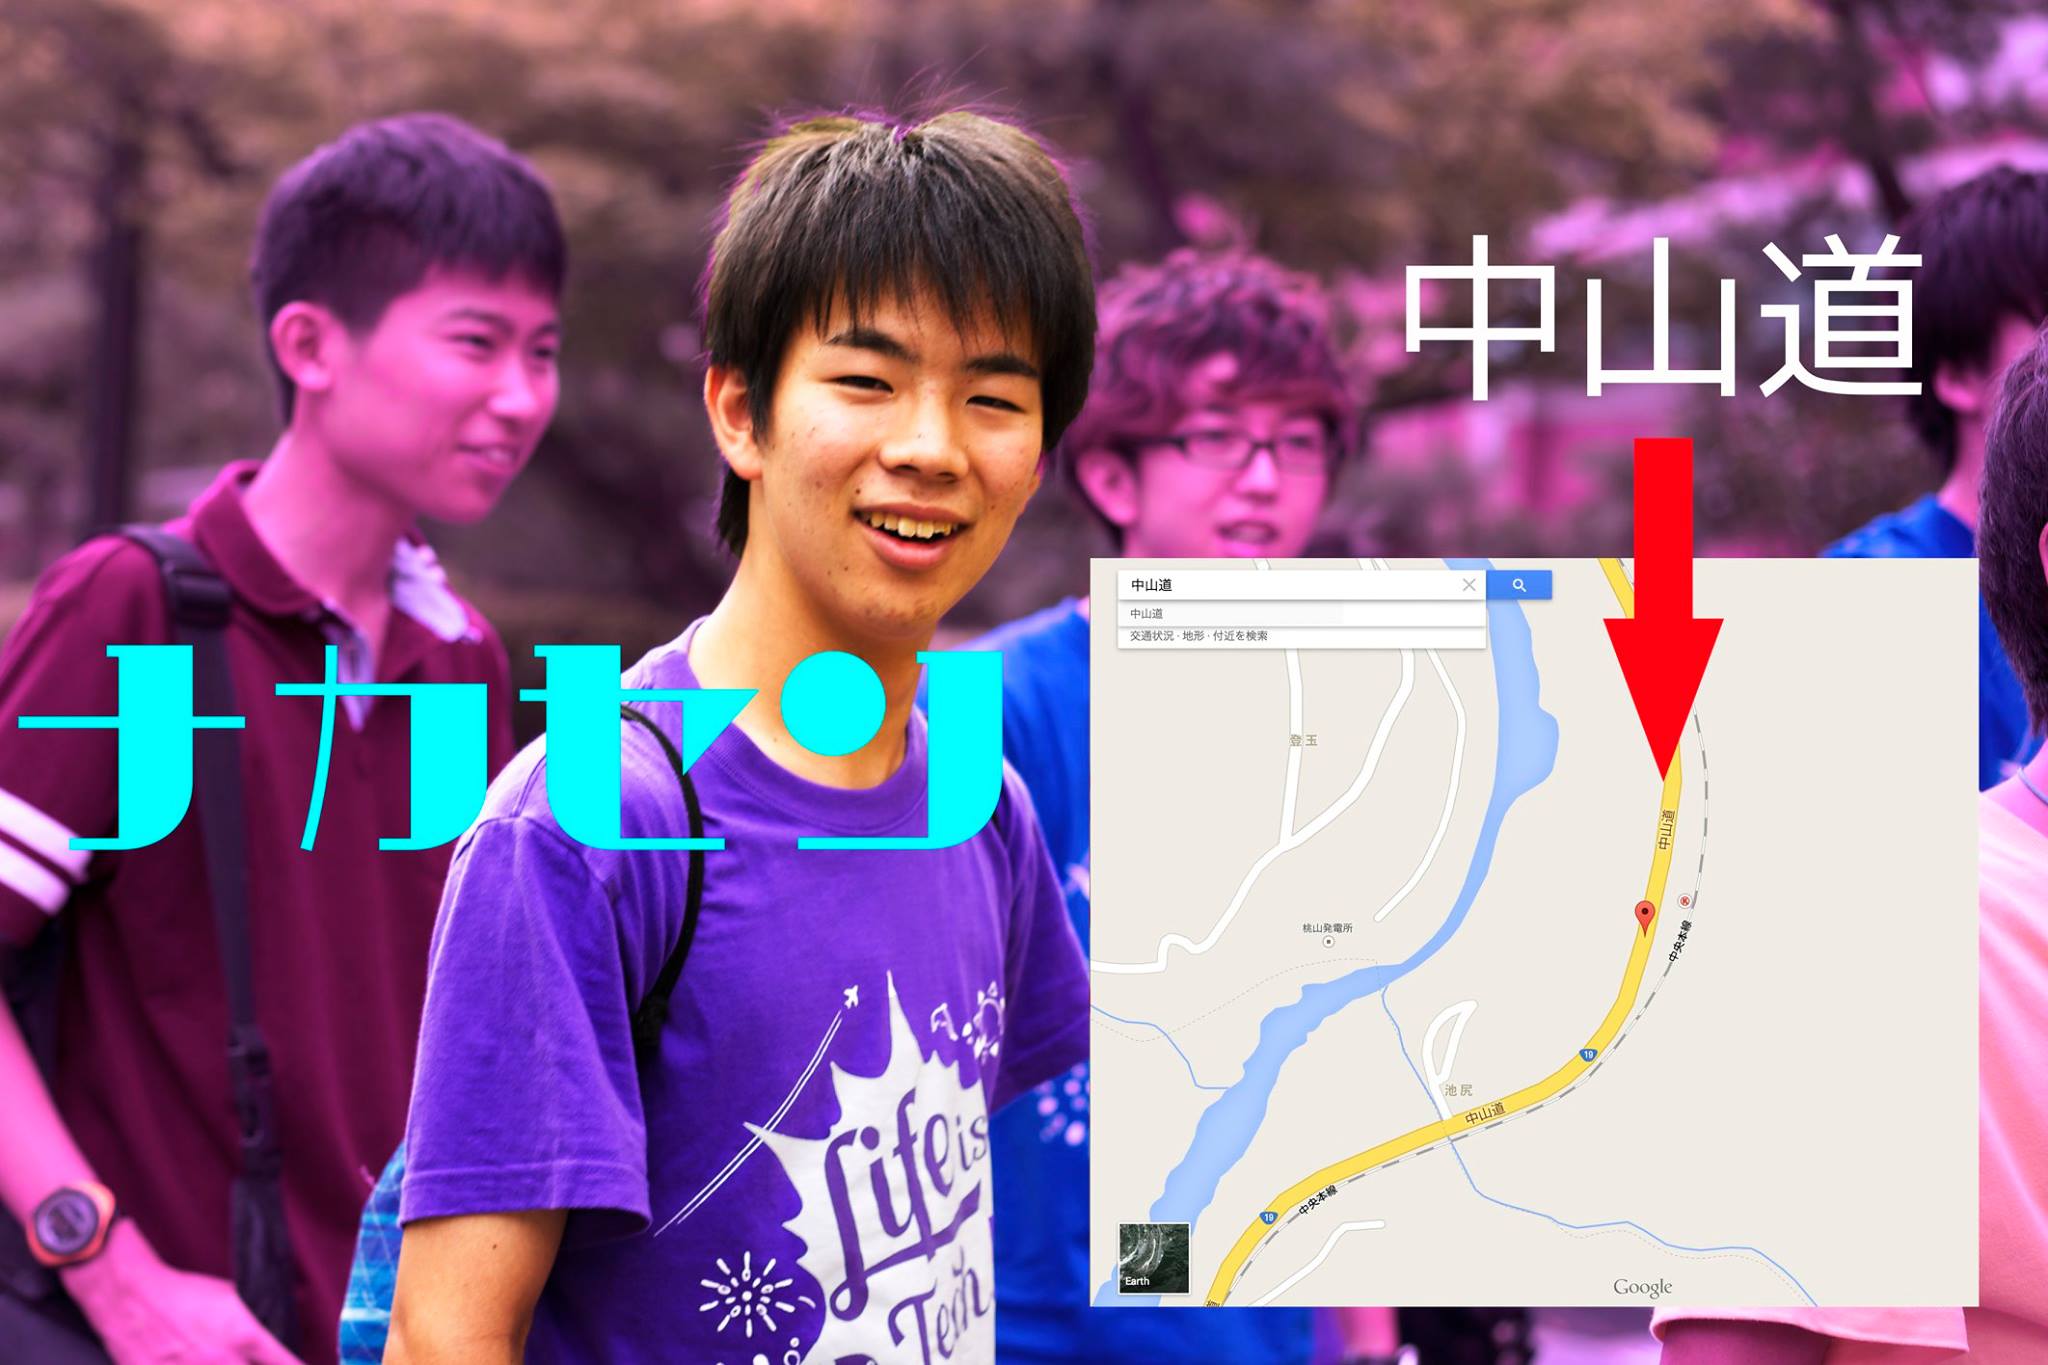 中山道
ナカセン
中山道
中山道
交通状況・地形・付近を検索
登玉
中山道
桃山発電所
中央本線
19
池尻
中山道
19
中央本線
Earth
Google
Life is
Tech